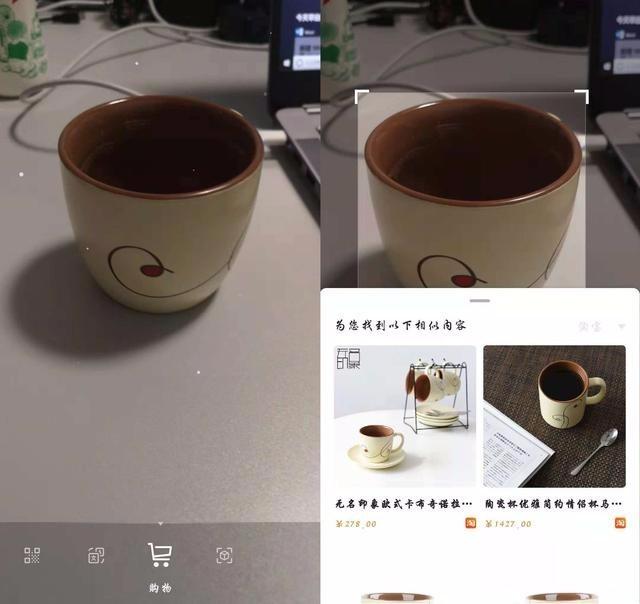 购物
为您找到以下相似内容
淘宝
无名印象欧式卡布奇诺拉···
¥278.00
淘
陶瓷杯优雅简约情侣杯马···
¥1427.00
淘